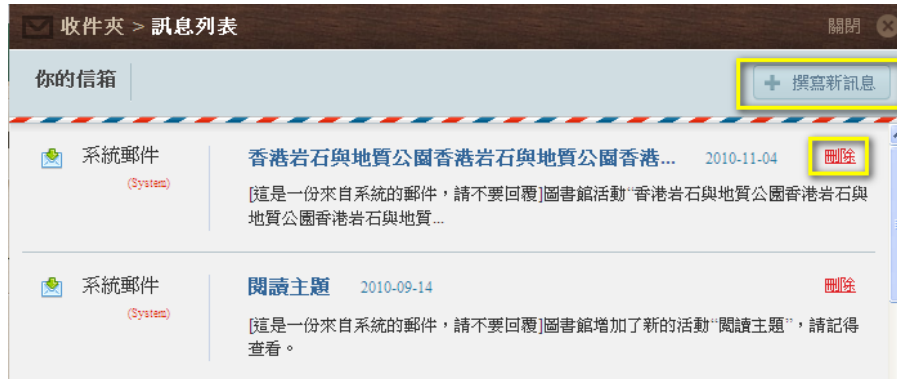 收件夾 > 訊息列表 關閉
你的信箱 撰寫新訊息
系統郵件 香港岩石與地質公園香港岩石與地質公園香港... 2010-11-04 刪除
(System)
[這是一份來自系統的郵件，請不要回覆]圖書館活動“香港岩石與地質公園香港岩石與
地質公園香港岩石與地質...
系統郵件 閱讀主題 2010-09-14 刪除
(System)
[這是一份來自系統的郵件，請不要回覆]圖書館增加了新的活動“閱讀主題”，請記得
查看。